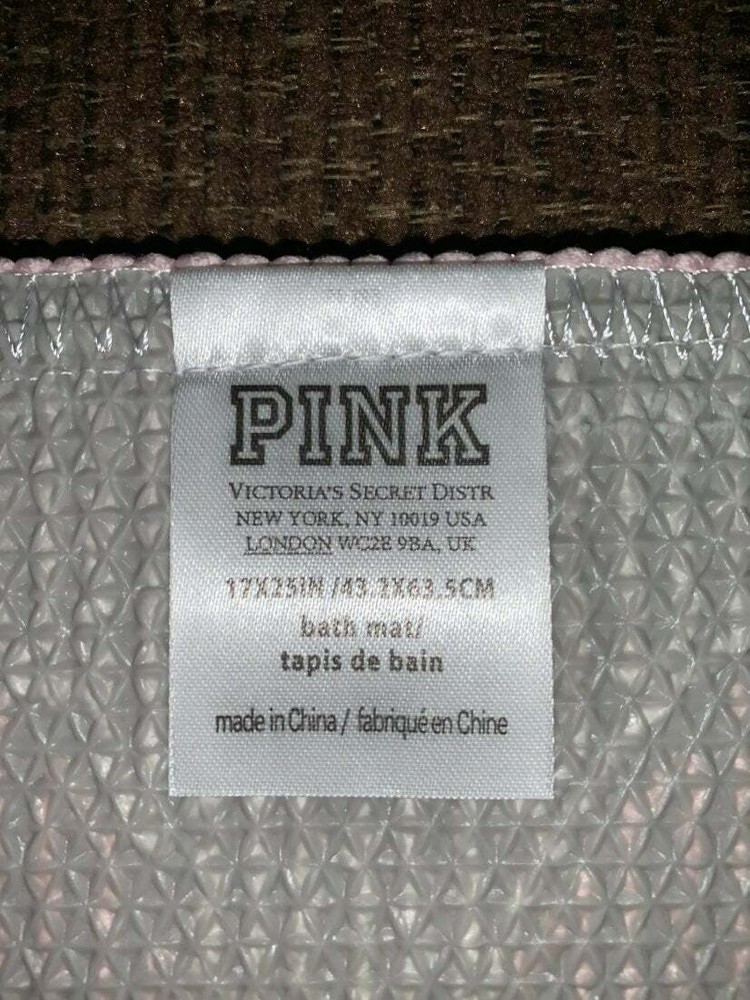 PINK
VICTORIA'S SECRET DISTR
NEW YORK, NY 10019 USA
LONDON WC2E 9BA, UK
17X25IN /43.2X63.5CM
bath mat/
tapis de bain
made in China / fabriqué en Chine